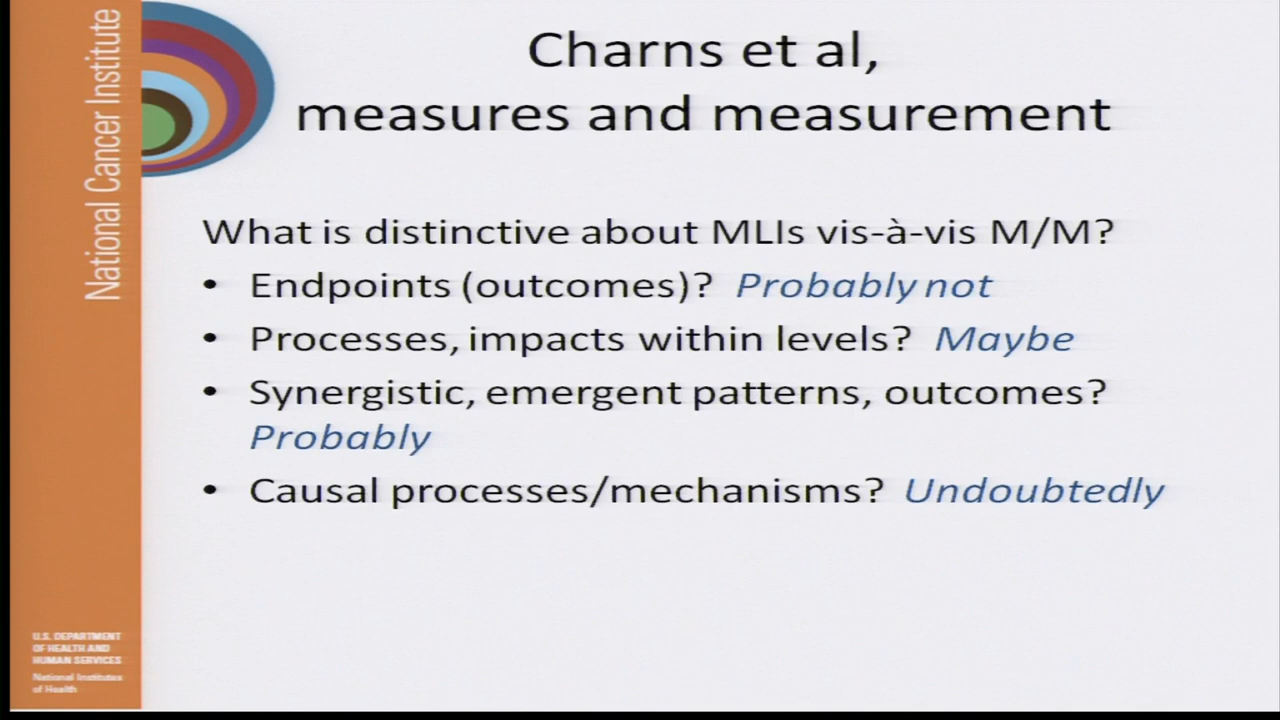 National Cancer Institute
Charns et al,
measures and measurement
What is distinctive about MLIs vis-à-vis M/M?
• Endpoints (outcomes)? Probably not
• Processes, impacts within levels? Maybe
• Synergistic, emergent patterns, outcomes?
Probably
• Causal processes/mechanisms? Undoubtedly
U.S. DEPARTMENT
OF HEALTH AND
HUMAN SERVICES
National Institutes
of Health